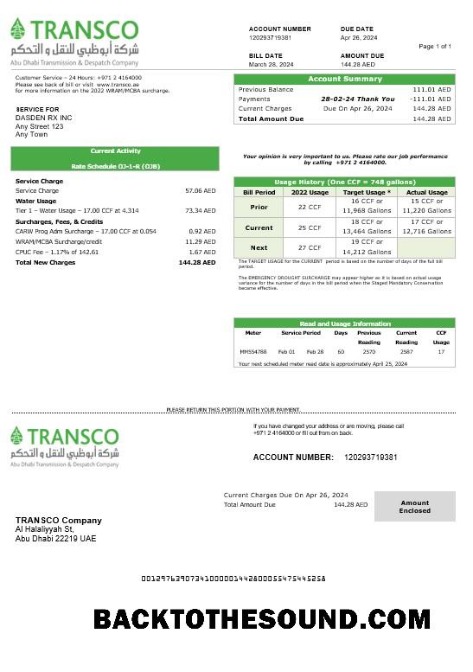 TRANSCO
شركة أبوظبي للنقل و التحكم
Abu Dhabi Transmission & Despatch Company
ACCOUNT NUMBER
120293719381
DUE DATE
Apr 26, 2024
Page 1 of 1
BILL DATE
March 28, 2024
AMOUNT DUE
144.28 AED
Customer Service – 24 Hours: +971 2 4164000
Please see back of bill or visit www.transco.ae
for more information on the 2022 WRAM/MCBA surcharge.
SERVICE FOR
DASDEN RX INC
Any Street 123
Any Town
Account Summary
Previous Balance 111.01 AED
Payments 28-02-24 Thank You -111.01 AED
Current Charges Due On Apr 26, 2024 144.28 AED
Total Amount Due 144.28 AED
Current Activity
Rate Schedule OJ-1-R (OJB)
Service Charge
Service Charge 57.06 AED
Water Usage
Tier 1 – Water Usage – 17.00 CCF at 4.314 73.34 AED
Surcharges, Fees, & Credits
CARW Prog Adm Surcharge – 17.00 CCF at 0.054 0.92 AED
WRAM/MCBA Surcharge/credit 11.29 AED
CPUC Fee – 1.17% of 142.61 1.67 AED
Total New Charges 144.28 AED
Your opinion is very important to us. Please rate our job performance
by calling +971 2 4164000.
Usage History (One CCF = 748 gallons)
Bill Period 2022 Usage Target Usage * Actual Usage
Prior 22 CCF 16 CCF or 11,968 Gallons 15 CCF or 11,220 Gallons
Current 25 CCF 18 CCF or 13,464 Gallons 17 CCF or 12,716 Gallons
Next 27 CCF 19 CCF or 14,212 Gallons
The TARGET USAGE for the CURRENT period is based on the number of days of the full bill
period.
The EMERGENCY DROUGHT SURCHARGE may appear higher as it is based on actual usage
variance for the number of days in the bill period when the Staged Mandatory Conservation
became effective.
Read and Usage Information
Meter Service Period Days Previous Reading Current Reading CCF Usage
MM554788 Feb 01 Feb 28 60 2570 2587 17
Your next scheduled meter read date is approximately April 25, 2024
PLEASE RETURN THIS PORTION WITH YOUR PAYMENT.
TRANSCO
شركة أبوظبي للنقل و التحكم
Abu Dhabi Transmission & Despatch Company
If you have changed your address or are moving, please call
+971 2 4164000 or fill out form on back.
ACCOUNT NUMBER: 120293719381
Current Charges Due On Apr 26, 2024
Total Amount Due 144.28 AED
Amount
Enclosed
TRANSCO Company
Al Halaliyyah St,
Abu Dhabi 22219 UAE
BACKTOTHESOUND.COM